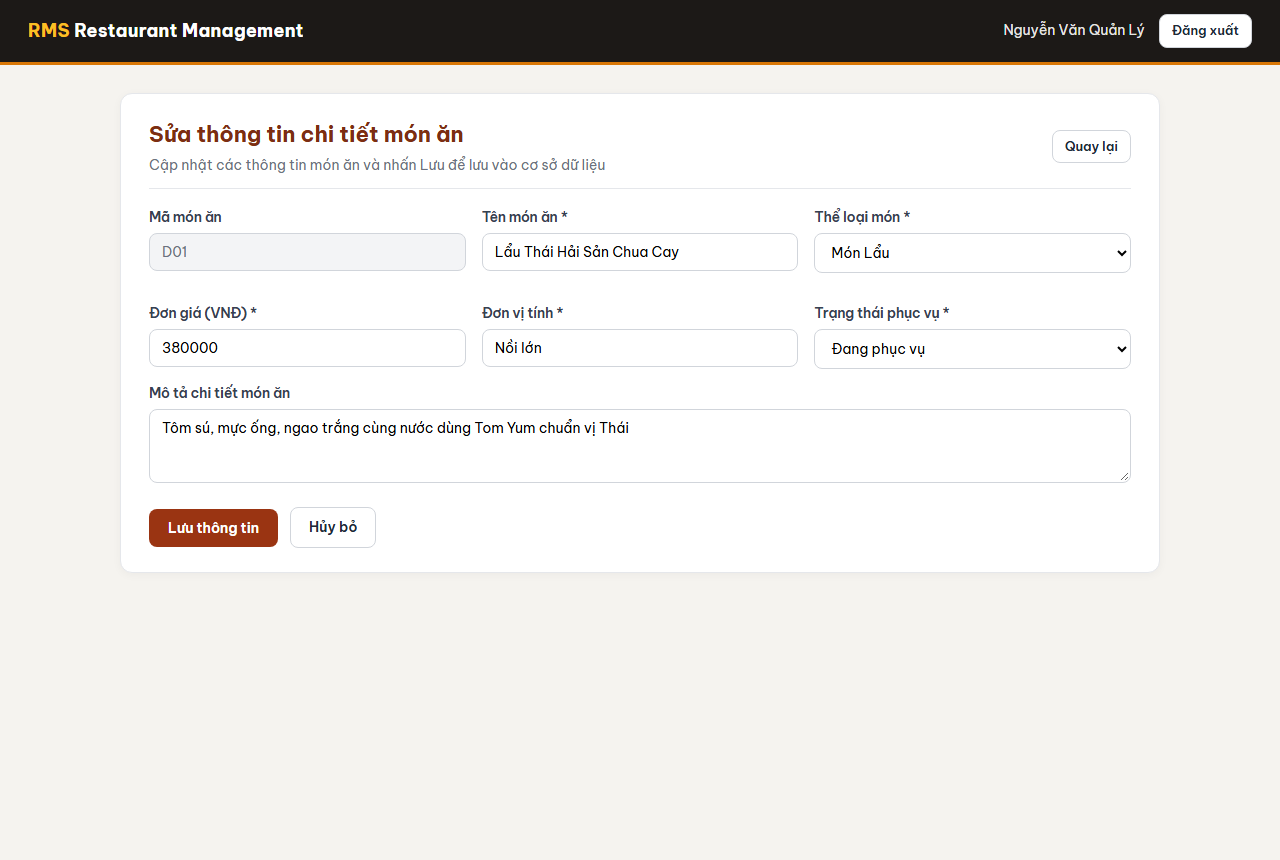 RMS Restaurant Management
Nguyễn Văn Quản Lý
Đăng xuất
Sửa thông tin chi tiết món ăn
Cập nhật các thông tin món ăn và nhấn Lưu để lưu vào cơ sở dữ liệu
Quay lại
Mã món ăn
Tên món ăn *
Thể loại món *
D01
Lẩu Thái Hải Sản Chua Cay
Món Lẩu
Đơn giá (VNĐ) *
Đơn vị tính *
Trạng thái phục vụ *
380000
Nồi lớn
Đang phục vụ
Mô tả chi tiết món ăn
Tôm sú, mực ống, ngao trắng cùng nước dùng Tom Yum chuẩn vị Thái
Lưu thông tin
Hủy bỏ